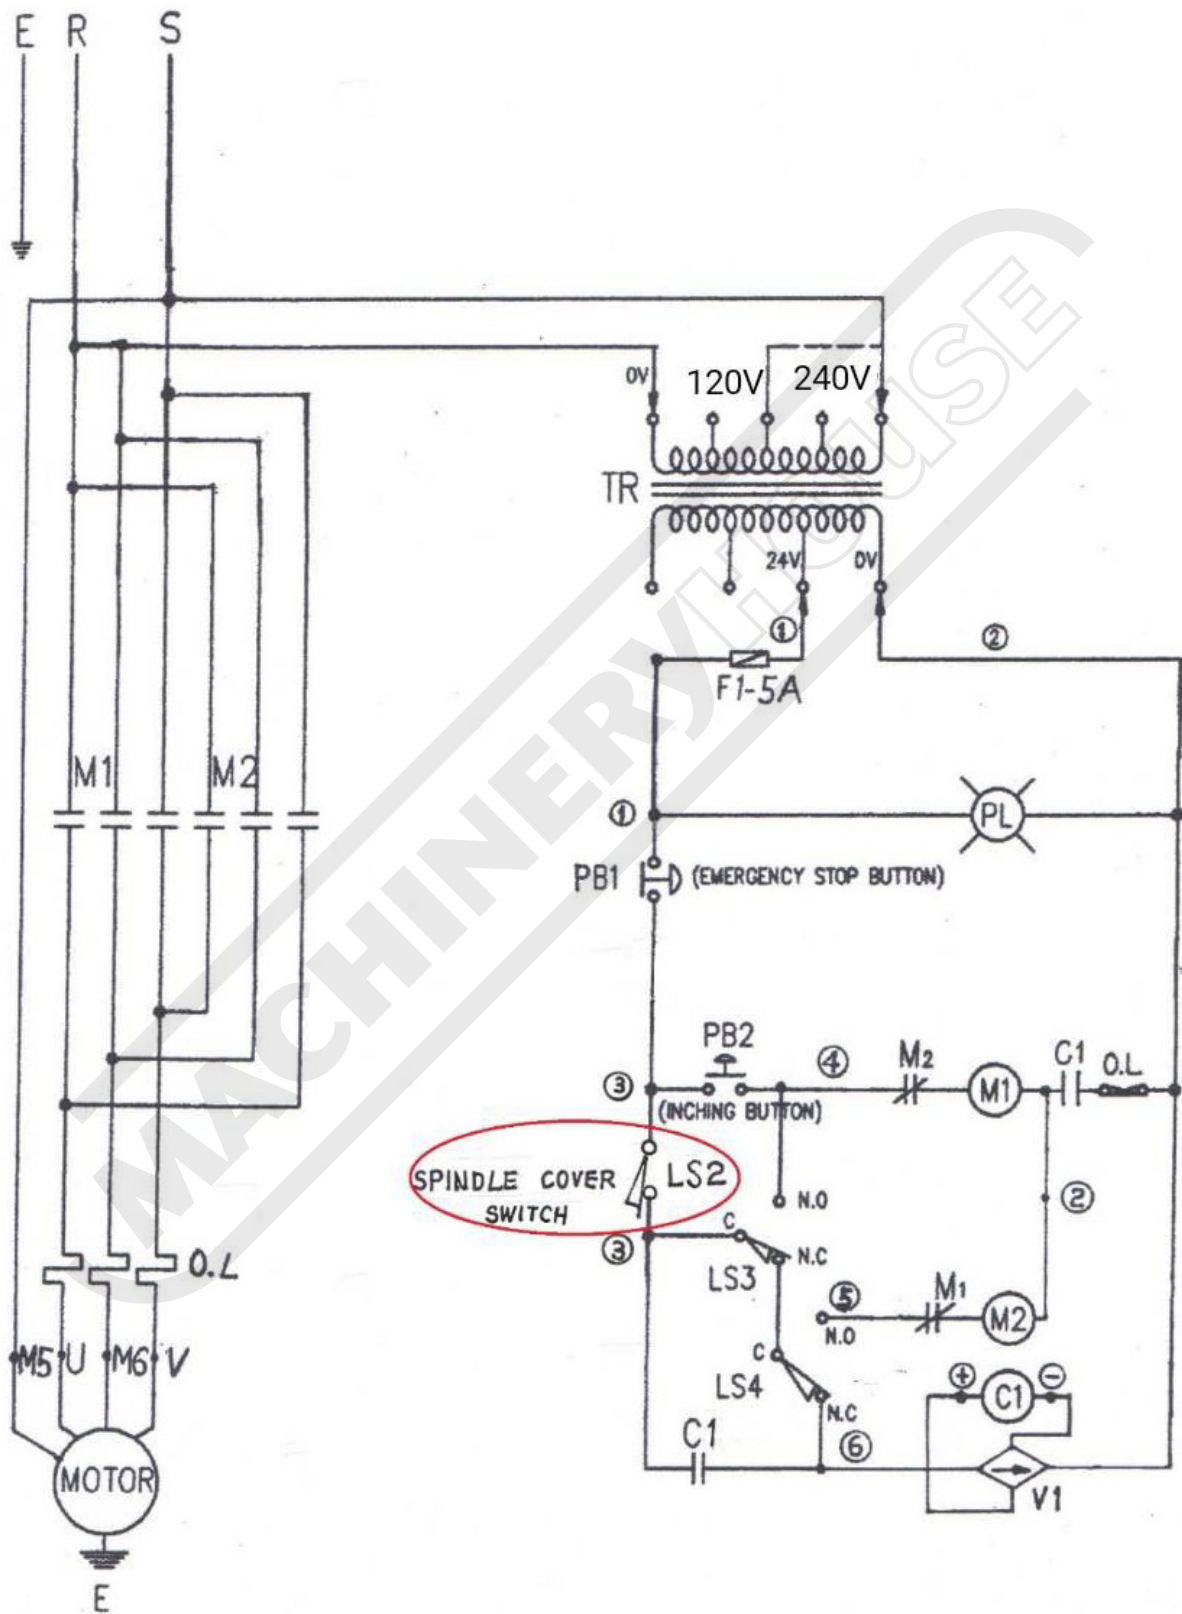 E R S
0V 120V 240V
TR
24V 0V
① ②
F1-5A
M1 M2
① PL
PB1 (EMERGENCY STOP BUTTON)
PB2 ④ M2 M1 C1 O.L
③ (INCHING BUTTON)
SPINDLE COVER LS2
SWITCH
N.O ②
③ C
LS3 N.C
O.L
⑤ M1 M2
N.O
M5 U M6 V
C
LS4 + C1 −
N.C
C1 ⑥
MOTOR
V1
E
MACHINERYHOUSE